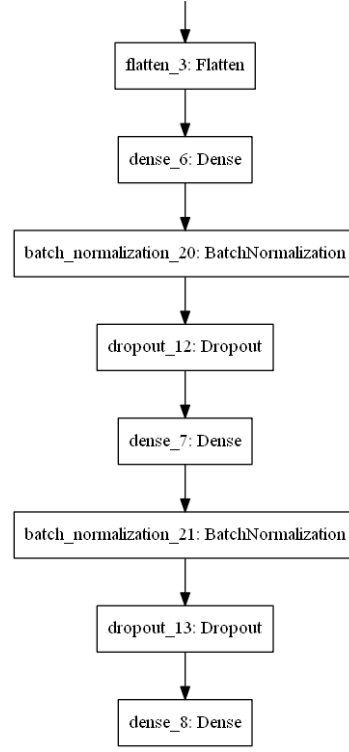 flatten_3: Flatten
dense_6: Dense
batch_normalization_20: BatchNormalization
dropout_12: Dropout
dense_7: Dense
batch_normalization_21: BatchNormalization
dropout_13: Dropout
dense_8: Dense